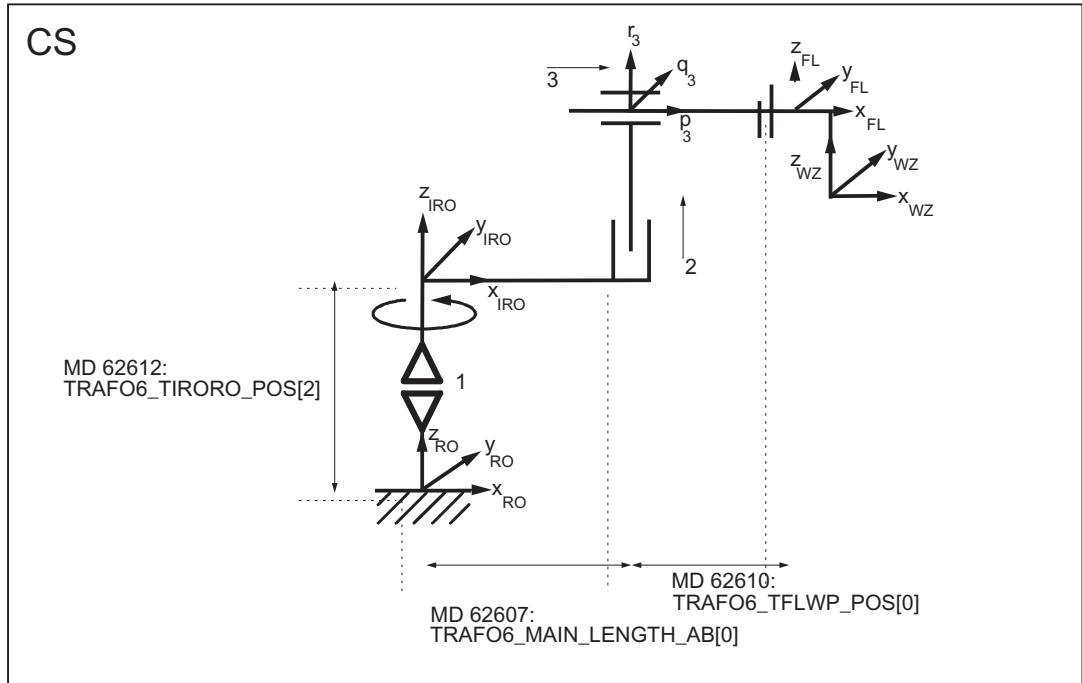 CS
r3
3
q3
zFL
yFL
xFL
p3
zWZ
yWZ
xWZ
zIRO
yIRO
xIRO
2
MD 62612:
TRAFO6_TIRORO_POS[2]
1
zRO
yRO
xRO
MD 62610:
TRAFO6_TFLWP_POS[0]
MD 62607:
TRAFO6_MAIN_LENGTH_AB[0]